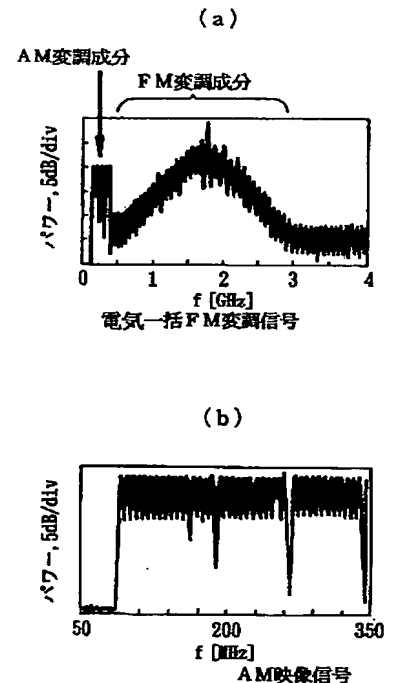 (a)
AM変調成分
FM変調成分
パワー,5dB/div
0 1 2 3 4
f [GHz]
電気一括FM変調信号
(b)
パワー,5dB/div
50 200 350
f [MHz]
AM映像信号